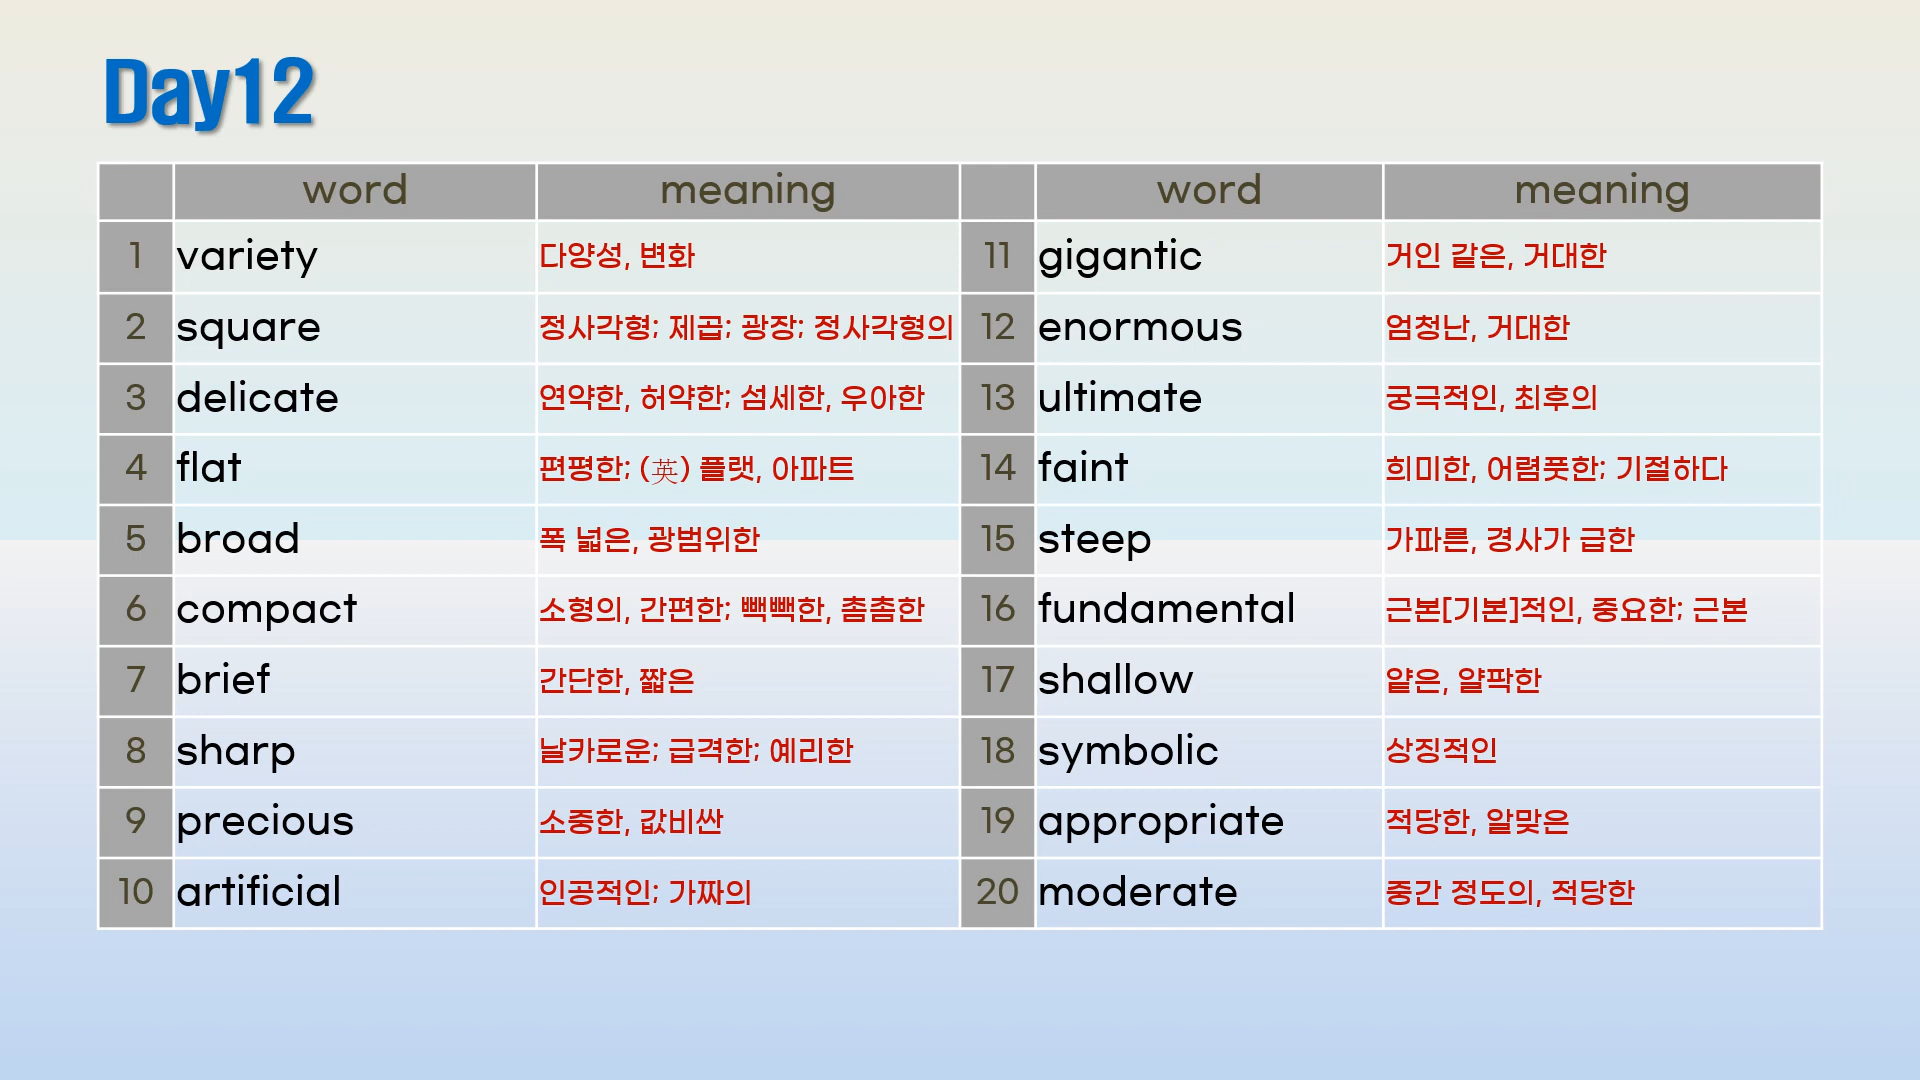 Day12
word meaning word meaning
1 variety 다양성, 변화 11 gigantic 거인 같은, 거대한
2 square 정사각형; 제곱; 광장; 정사각형의 12 enormous 엄청난, 거대한
3 delicate 연약한, 허약한; 섬세한, 우아한 13 ultimate 궁극적인, 최후의
4 flat 편평한; (英) 플랫, 아파트 14 faint 희미한, 어렴풋한; 기절하다
5 broad 폭 넓은, 광범위한 15 steep 가파른, 경사가 급한
6 compact 소형의, 간편한; 빽빽한, 촘촘한 16 fundamental 근본[기본]적인, 중요한; 근본
7 brief 간단한, 짧은 17 shallow 얕은, 얄팍한
8 sharp 날카로운; 급격한; 예리한 18 symbolic 상징적인
9 precious 소중한, 값비싼 19 appropriate 적당한, 알맞은
10 artificial 인공적인; 가짜의 20 moderate 중간 정도의, 적당한